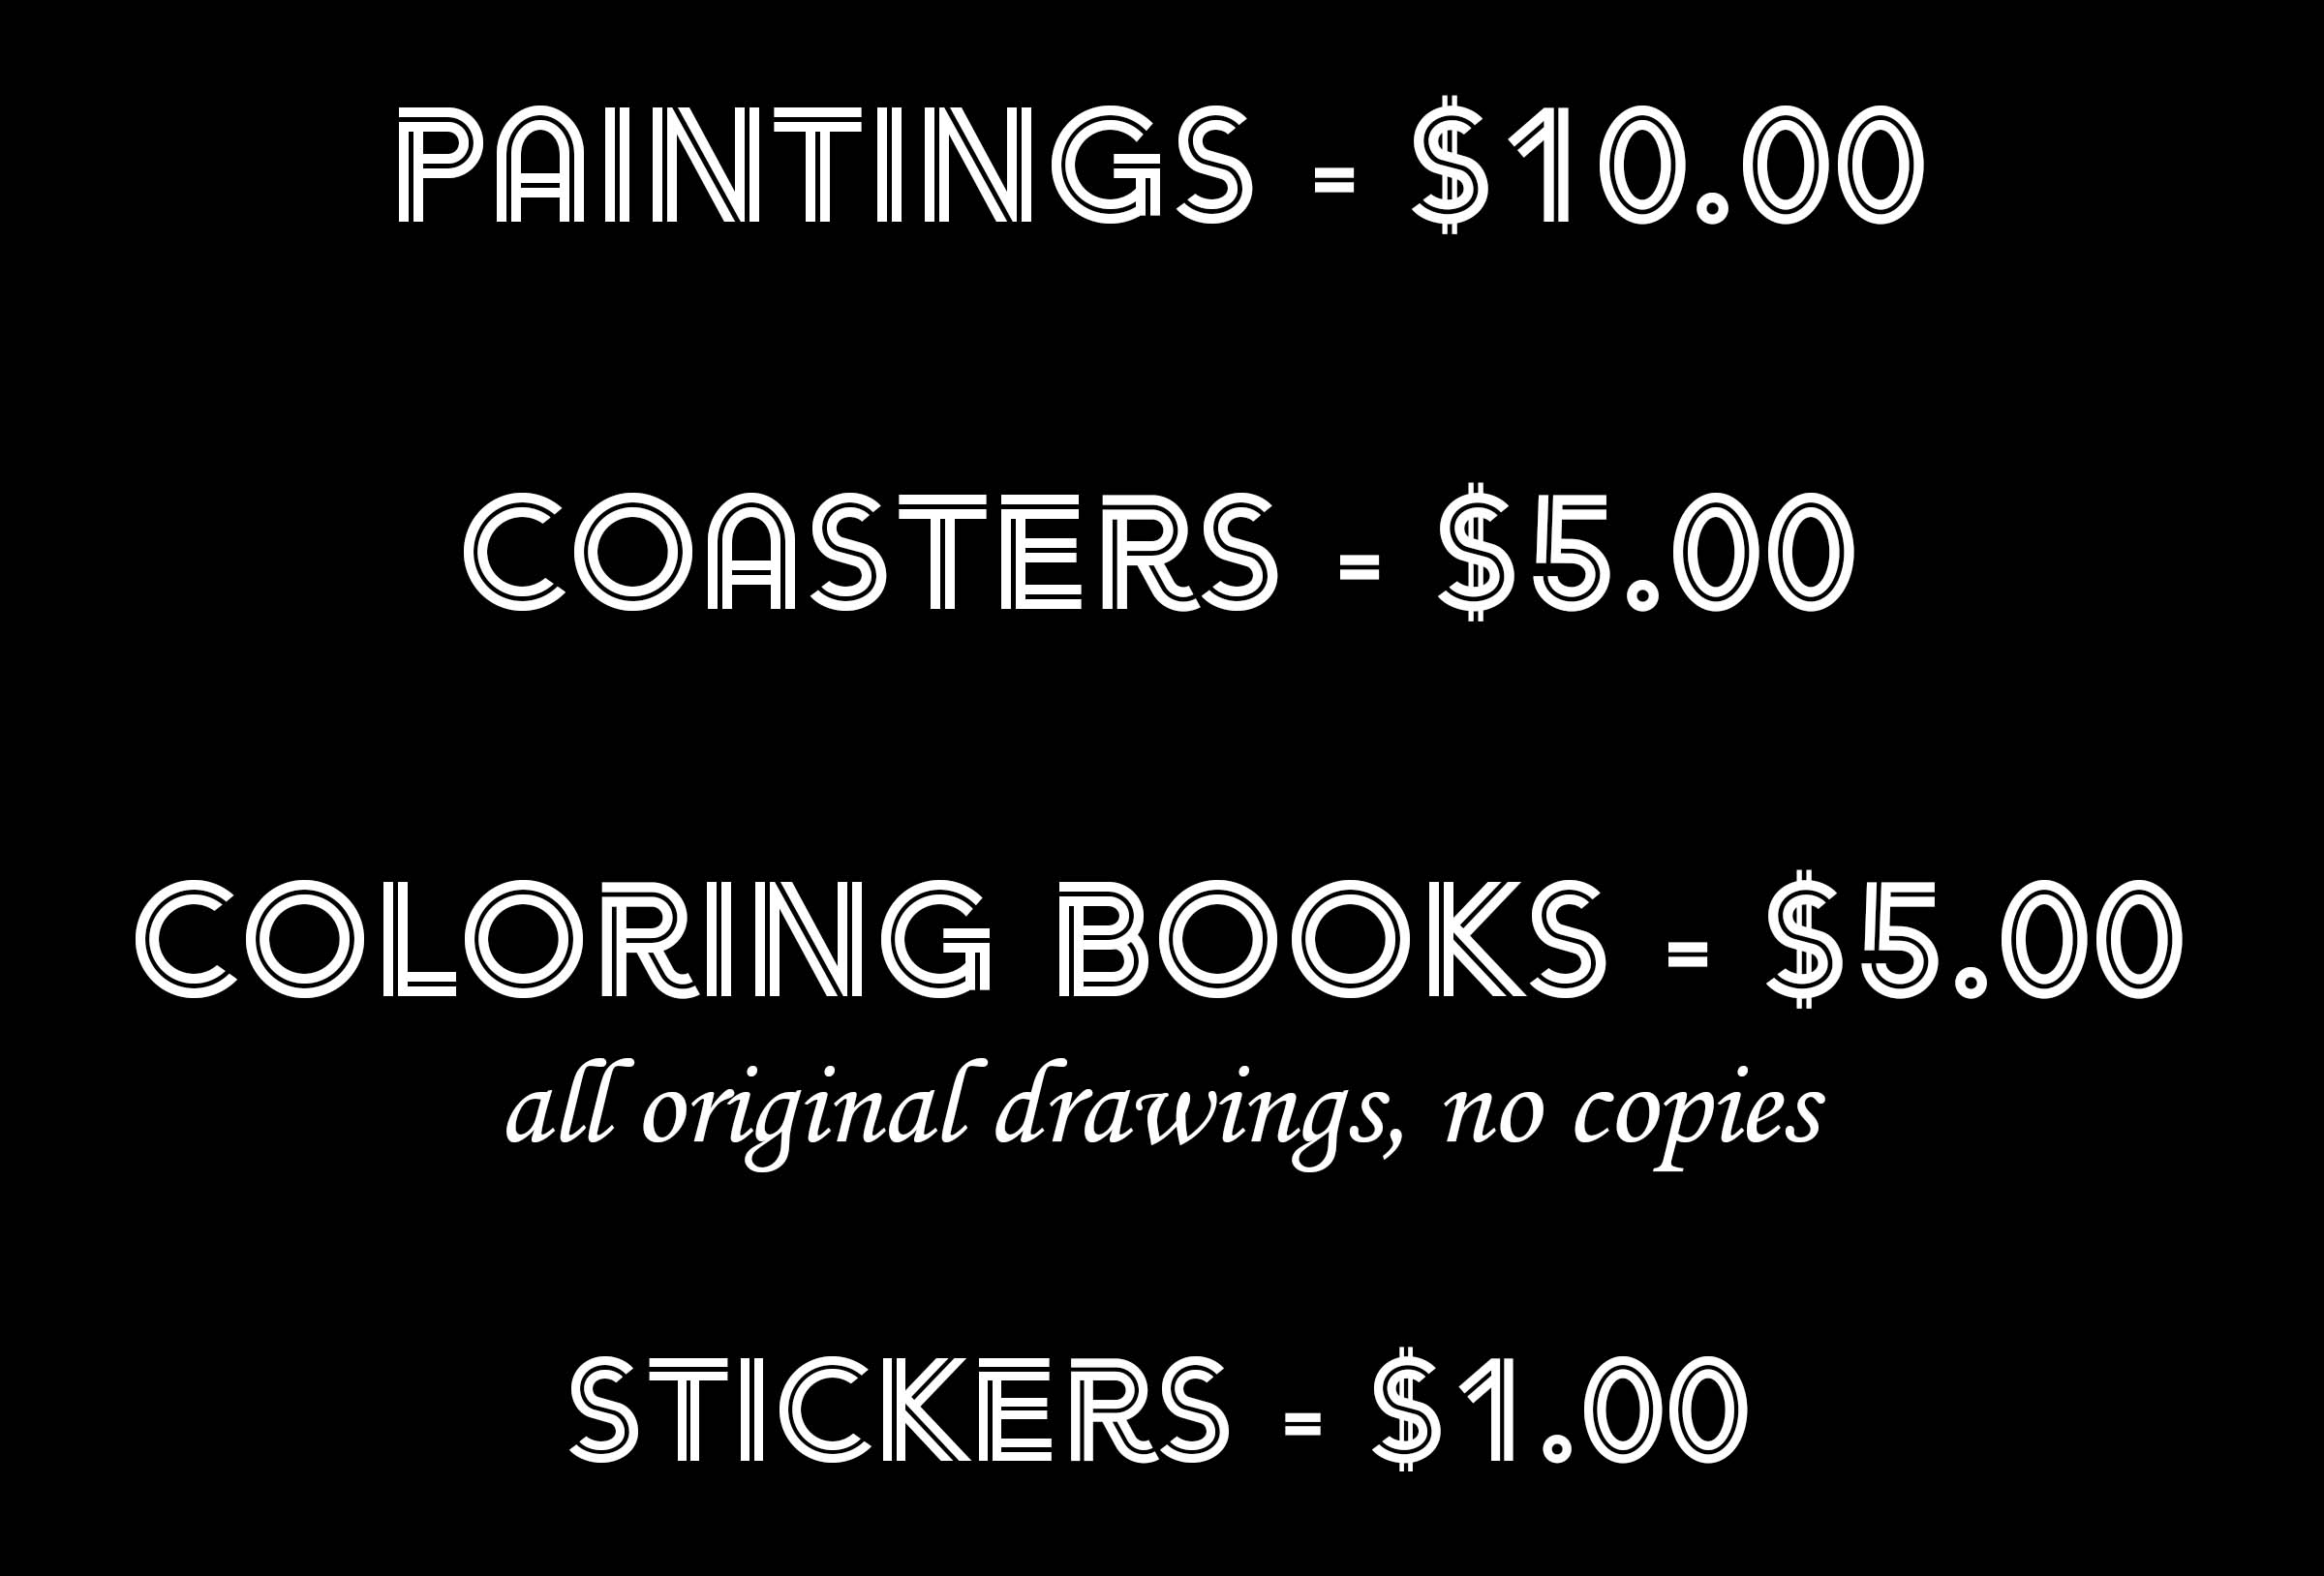 PAINTINGS = $10.00
COASTERS = $5.00
COLORING BOOKS = $5.00
all original drawings, no copies
STICKERS = $1.00